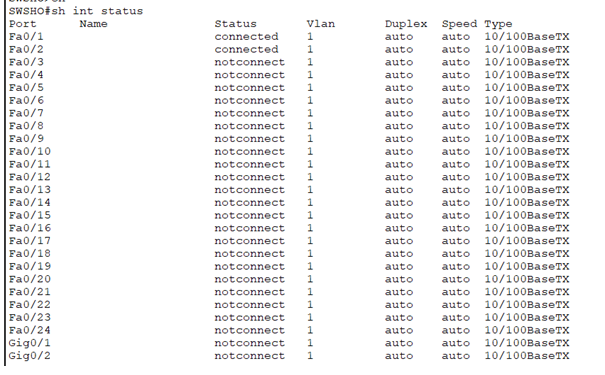 SWSHO#sh int status
Port Name Status Vlan Duplex Speed Type
Fa0/1 connected 1 auto auto 10/100BaseTX
Fa0/2 connected 1 auto auto 10/100BaseTX
Fa0/3 notconnect 1 auto auto 10/100BaseTX
Fa0/4 notconnect 1 auto auto 10/100BaseTX
Fa0/5 notconnect 1 auto auto 10/100BaseTX
Fa0/6 notconnect 1 auto auto 10/100BaseTX
Fa0/7 notconnect 1 auto auto 10/100BaseTX
Fa0/8 notconnect 1 auto auto 10/100BaseTX
Fa0/9 notconnect 1 auto auto 10/100BaseTX
Fa0/10 notconnect 1 auto auto 10/100BaseTX
Fa0/11 notconnect 1 auto auto 10/100BaseTX
Fa0/12 notconnect 1 auto auto 10/100BaseTX
Fa0/13 notconnect 1 auto auto 10/100BaseTX
Fa0/14 notconnect 1 auto auto 10/100BaseTX
Fa0/15 notconnect 1 auto auto 10/100BaseTX
Fa0/16 notconnect 1 auto auto 10/100BaseTX
Fa0/17 notconnect 1 auto auto 10/100BaseTX
Fa0/18 notconnect 1 auto auto 10/100BaseTX
Fa0/19 notconnect 1 auto auto 10/100BaseTX
Fa0/20 notconnect 1 auto auto 10/100BaseTX
Fa0/21 notconnect 1 auto auto 10/100BaseTX
Fa0/22 notconnect 1 auto auto 10/100BaseTX
Fa0/23 notconnect 1 auto auto 10/100BaseTX
Fa0/24 notconnect 1 auto auto 10/100BaseTX
Gig0/1 notconnect 1 auto auto 10/100BaseTX
Gig0/2 notconnect 1 auto auto 10/100BaseTX